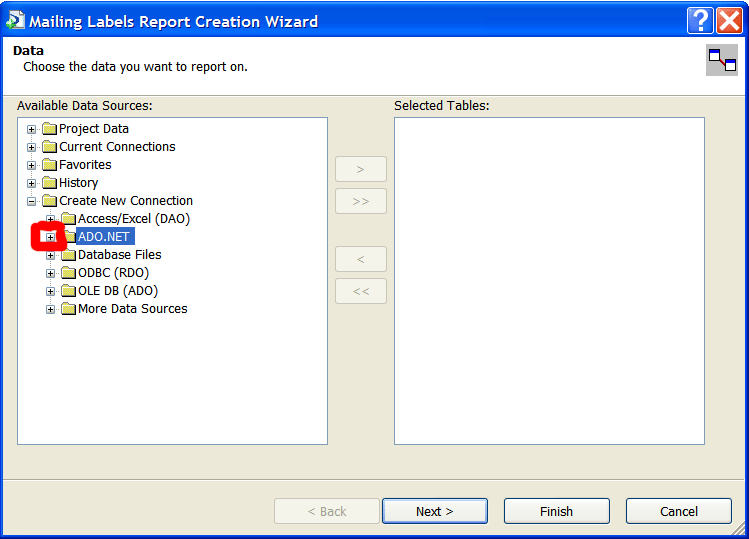 Mailing Labels Report Creation Wizard
Data
Choose the data you want to report on.
Available Data Sources:
Selected Tables:
Project Data
Current Connections
Favorites
History
Create New Connection
Access/Excel (DAO)
ADO.NET
Database Files
ODBC (RDO)
OLE DB (ADO)
More Data Sources
>
>>
<
<<
< Back
Next >
Finish
Cancel